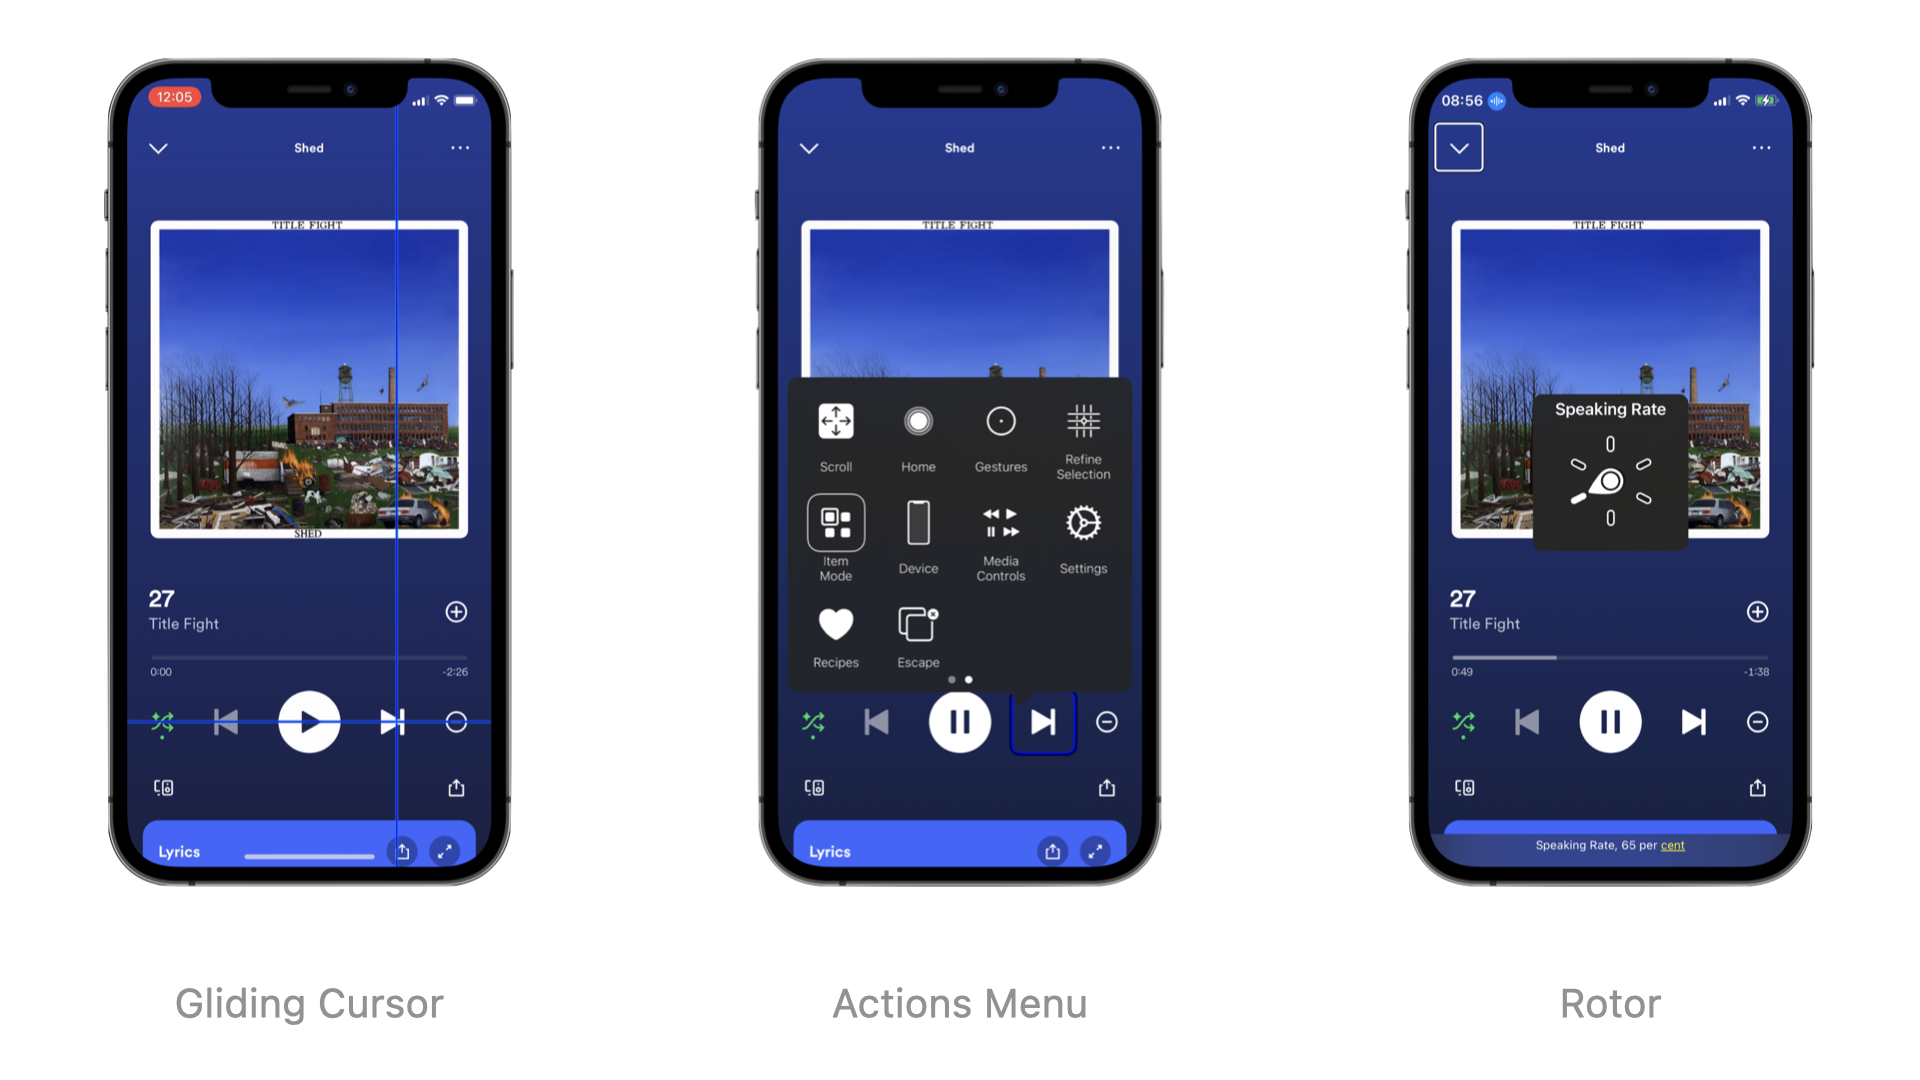 12:05
Shed
TITLE FIGHT
SHED
27
Title Fight
0:00
-2:26
Lyrics
Gliding Cursor
Shed
TITLE FIGHT
Scroll
Home
Gestures
Refine
Selection
Item
Mode
Device
Media
Controls
Settings
Recipes
Escape
Lyrics
Actions Menu
08:56
Shed
TITLE FIGHT
Speaking Rate
27
Title Fight
0:49
-1:38
Speaking Rate, 65 per cent
Rotor